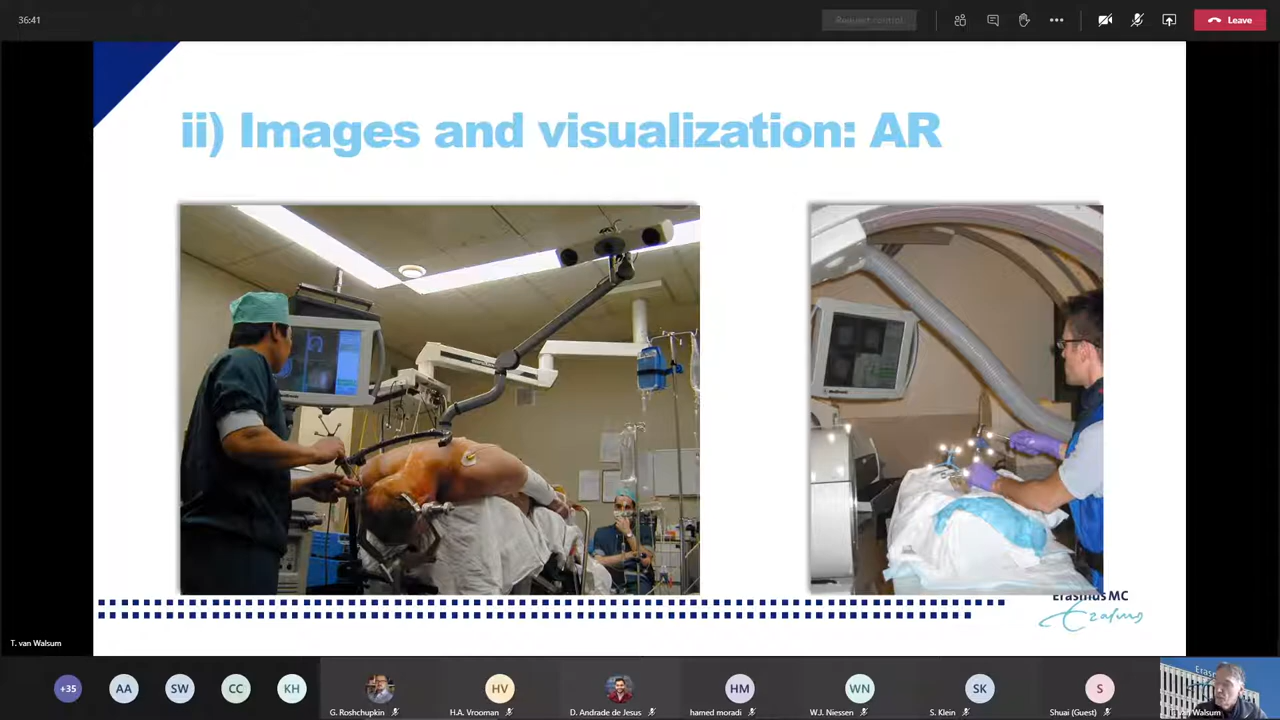 36:41
Request control
Leave
ii) Images and visualization: AR
Erasmus MC
Erasmus
T. van Walsum
+35
AA
SW
CC
KH
HV
HM
WN
SK
S
G. Roshchupkin
H.A. Vrooman
D. Andrade de Jesus
hamed moradi
W.J. Niessen
S. Klein
Shuai (Guest)
Walsum